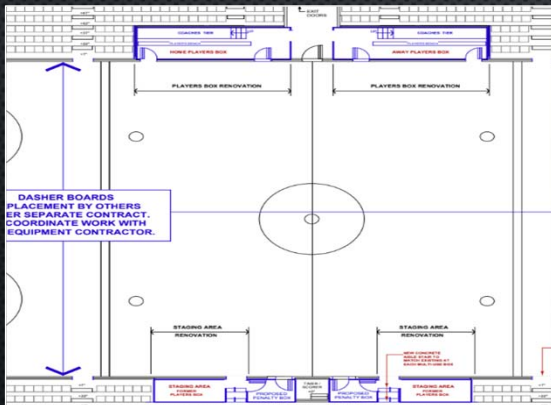 EXIT
DOORS
COACHES TIER
COACHES TIER
HOME PLAYERS BOX
AWAY PLAYERS BOX
PLAYERS BOX RENOVATION
PLAYERS BOX RENOVATION
DASHER BOARDS
PLACEMENT BY OTHERS
ER SEPARATE CONTRACT.
COORDINATE WORK WITH
EQUIPMENT CONTRACTOR.
STAGING AREA
RENOVATION
STAGING AREA
RENOVATION
NEW CONCRETE
STAGING AREA
FORMER
PLAYERS BOX
PROPOSED
PENALTY BOX
PROPOSED
PENALTY BOX
STAGING AREA
FORMER
PLAYERS BOX